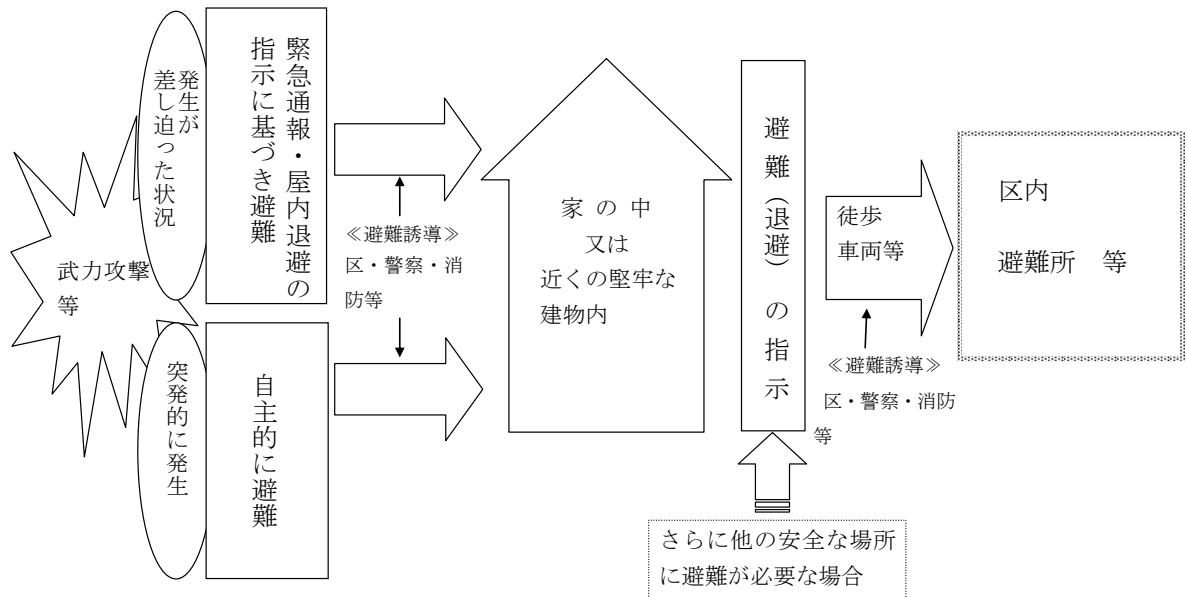 武力攻撃
等
発生が
差し迫った状況
緊急通報・屋内退避の
指示に基づき避難
突発的に発生
自主的に避難
≪避難誘導≫
区・警察・消
防等
家の中
又は
近くの堅牢な
建物内
避難（退避）の指示
さらに他の安全な場所
に避難が必要な場合
徒歩
車両等
≪避難誘導≫
区・警察・消防
等
区内
避難所　等